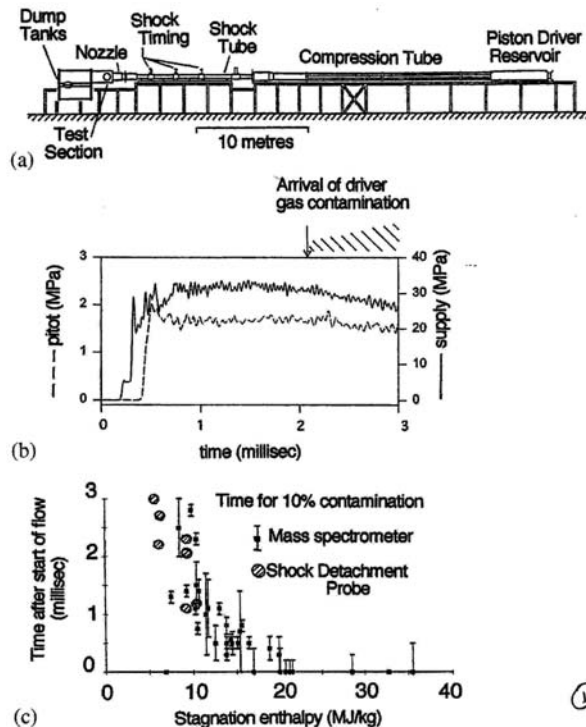 (a)
Dump
Tanks
Nozzle
Shock
Timing
Shock
Tube
Compression Tube
Piston Driver
Reservoir
Test
Section
10 metres
(b)
Arrival of driver
gas contamination
pitot (MPa)
3
2
1
0
supply (MPa)
40
30
20
10
0
0 1 2 3
time (millisec)
(c)
Time after start of flow
(millisec)
3
2
1
0
Time for 10% contamination
Mass spectrometer
Shock Detachment
Probe
0 10 20 30 40
Stagnation enthalpy (MJ/kg)